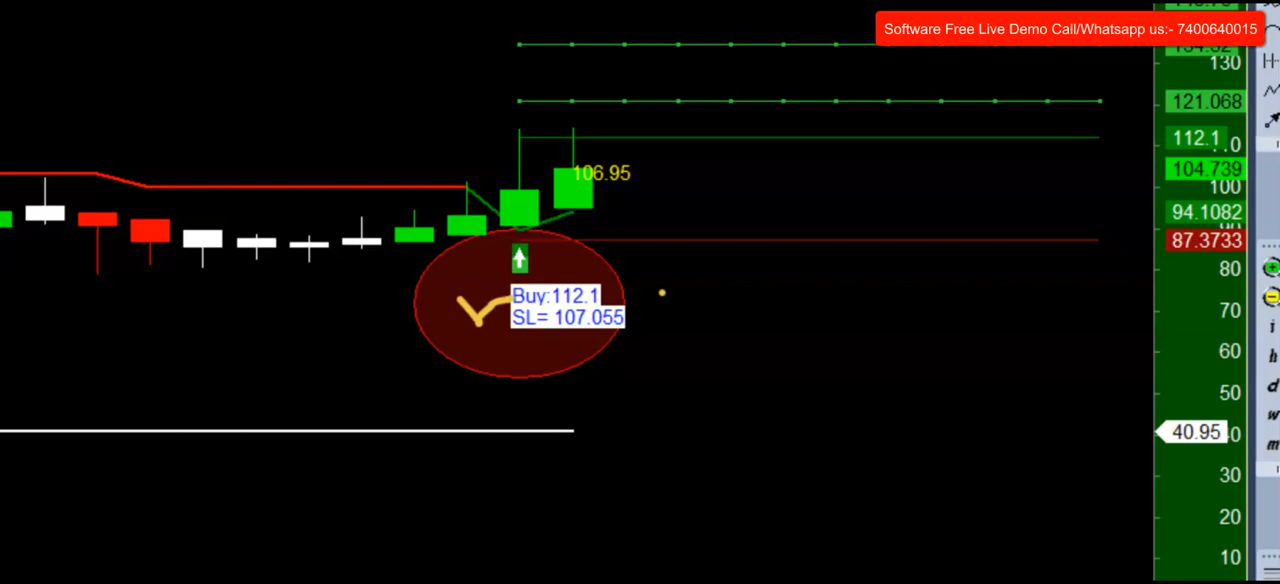 Software Free Live Demo Call/Whatsapp us:- 7400640015
130
121.068
112.1
106.95
104.739
100
94.1082
87.3733
80
Buy:112.1
SL= 107.055
70
60
50
40.95
30
20
10
i
h
d
w
m